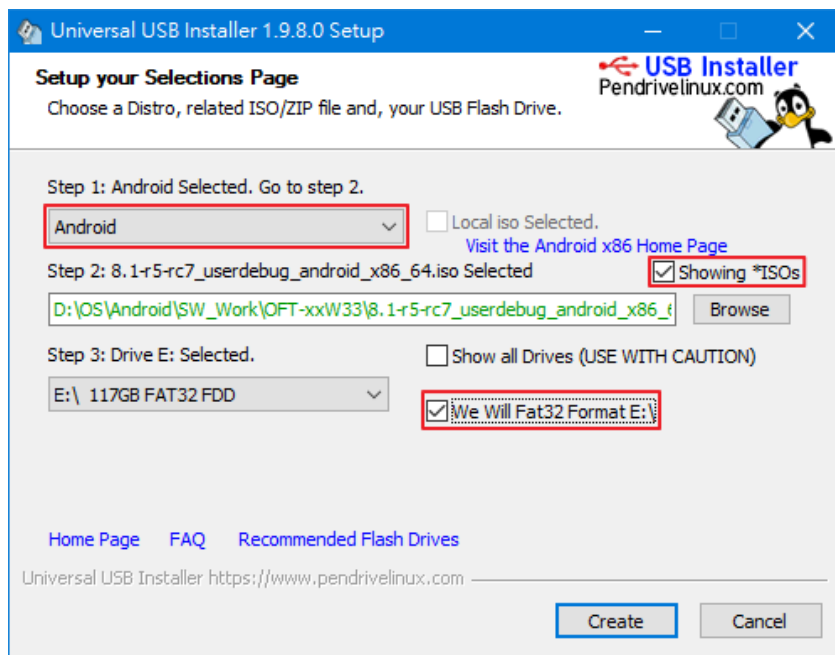 Universal USB Installer 1.9.8.0 Setup
Setup your Selections Page
Choose a Distro, related ISO/ZIP file and, your USB Flash Drive.
USB Installer
Pendrivelinux.com
Step 1: Android Selected. Go to step 2.
Android
Local iso Selected.
Visit the Android x86 Home Page
Step 2: 8.1-r5-rc7_userdebug_android_x86_64.iso Selected
Showing *ISOs
D:\OS\Android\SW_Work\OFT-xxW33\8.1-r5-rc7_userdebug_android_x86_6
Browse
Step 3: Drive E: Selected.
Show all Drives (USE WITH CAUTION)
E:\ 117GB FAT32 FDD
We Will Fat32 Format E:\
Home Page FAQ Recommended Flash Drives
Universal USB Installer https://www.pendrivelinux.com
Create Cancel